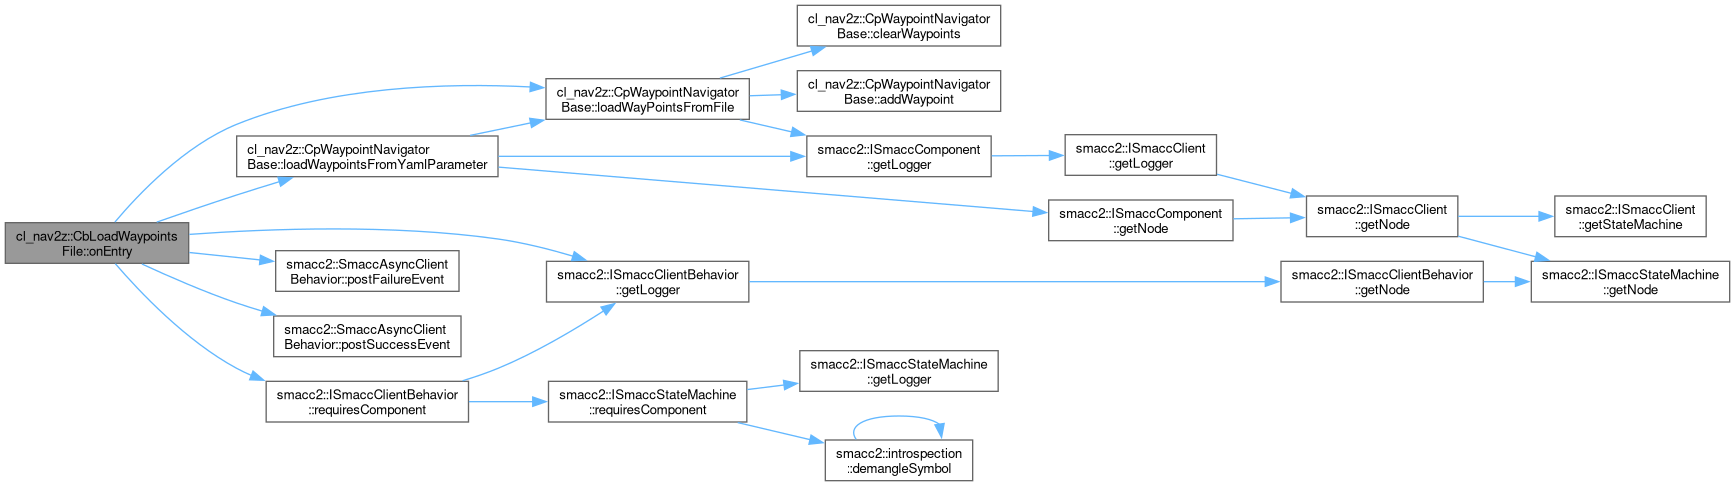 cl_nav2z::CbLoadWaypoints
File::onEntry
cl_nav2z::CpWaypointNavigator
Base::loadWaypointsFromYamlParameter
smacc2::SmaccAsyncClient
Behavior::postFailureEvent
smacc2::SmaccAsyncClient
Behavior::postSuccessEvent
smacc2::ISmaccClientBehavior
::requiresComponent
cl_nav2z::CpWaypointNavigator
Base::loadWayPointsFromFile
smacc2::ISmaccClientBehavior
::getLogger
smacc2::ISmaccStateMachine
::requiresComponent
cl_nav2z::CpWaypointNavigator
Base::clearWaypoints
cl_nav2z::CpWaypointNavigator
Base::addWaypoint
smacc2::ISmaccComponent
::getLogger
smacc2::ISmaccStateMachine
::getLogger
smacc2::introspection
::demangleSymbol
smacc2::ISmaccClient
::getLogger
smacc2::ISmaccComponent
::getNode
smacc2::ISmaccClient
::getNode
smacc2::ISmaccClientBehavior
::getNode
smacc2::ISmaccClient
::getStateMachine
smacc2::ISmaccStateMachine
::getNode